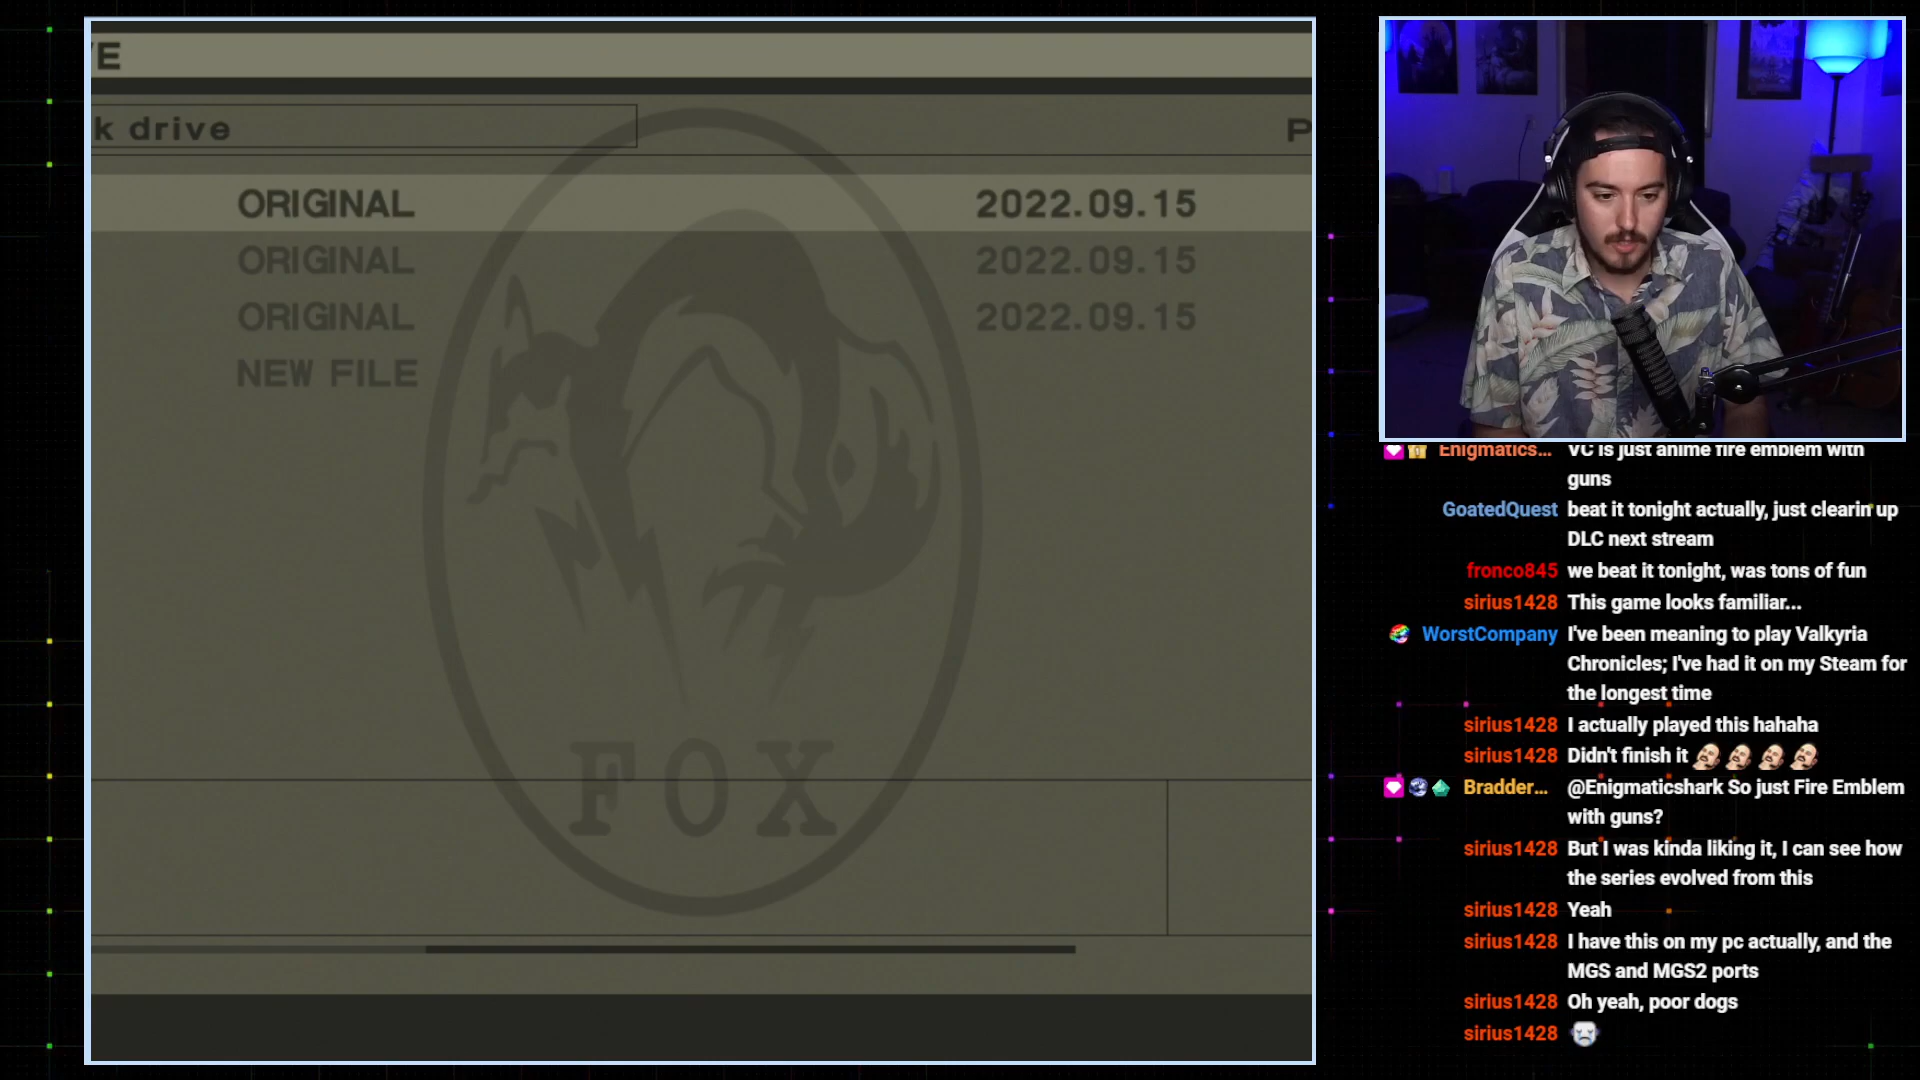 E
k drive
P
ORIGINAL 2022.09.15
ORIGINAL 2022.09.15
ORIGINAL 2022.09.15
NEW FILE
FOX
Enigmatics... VC is just anime fire emblem with
guns
GoatedQuest beat it tonight actually, just clearin up
DLC next stream
fronco845 we beat it tonight, was tons of fun
sirius1428 This game looks familiar...
WorstCompany I've been meaning to play Valkyria
Chronicles; I've had it on my Steam for
the longest time
sirius1428 I actually played this hahaha
sirius1428 Didn't finish it
Bradder... @Enigmaticshark So just Fire Emblem
with guns?
sirius1428 But I was kinda liking it, I can see how
the series evolved from this
sirius1428 Yeah
sirius1428 I have this on my pc actually, and the
MGS and MGS2 ports
sirius1428 Oh yeah, poor dogs
sirius1428